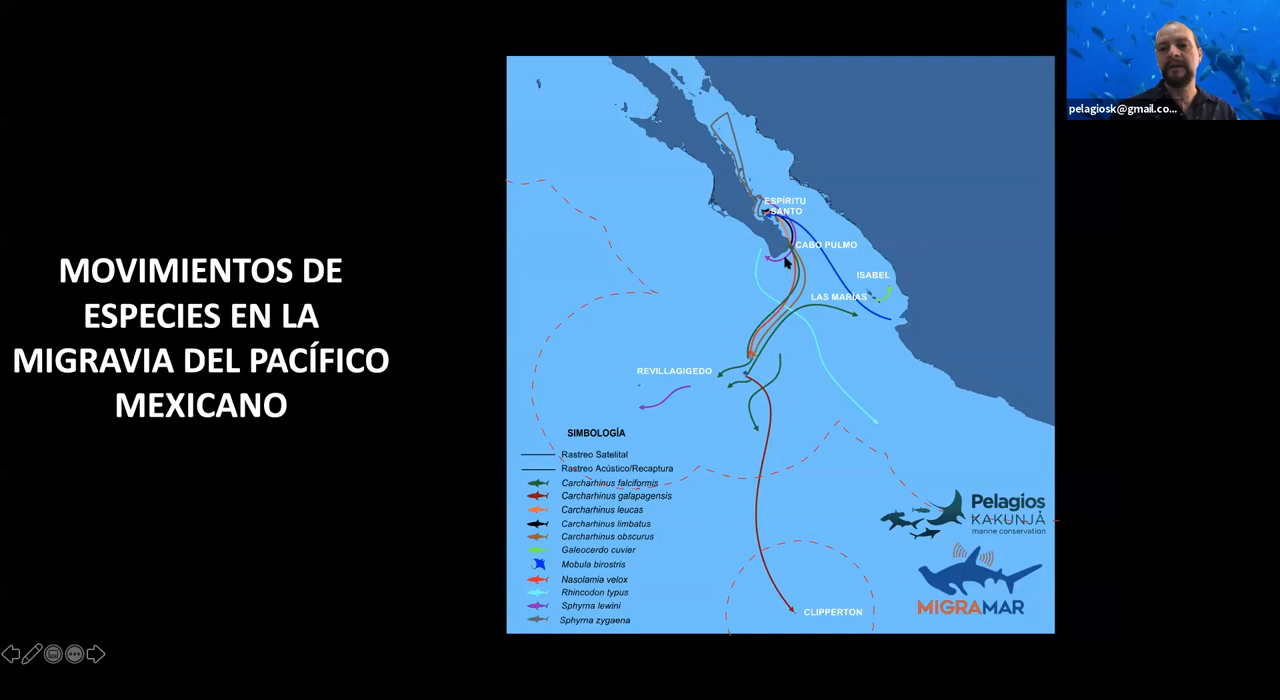 MOVIMIENTOS DE
ESPECIES EN LA
MIGRAVIA DEL PACÍFICO
MEXICANO
pelagiosk@gmail.co...
ESPÍRITU
SANTO
CABO PULMO
ISABEL
LAS MARÍAS
REVILLAGIGEDO
SIMBOLOGÍA
Rastreo Satelital
Rastreo Acústico/Recaptura
Carcharhinus falciformis
Carcharhinus galapagensis
Carcharhinus leucas
Carcharhinus limbatus
Carcharhinus obscurus
Galeocerdo cuvier
Mobula birostris
Nasolamia velox
Rhincodon typus
Sphyrna lewini
Sphyrna zygaena
Pelagios
KAKUNJÁ
marine conservation
MIGRAMAR
CLIPPERTON